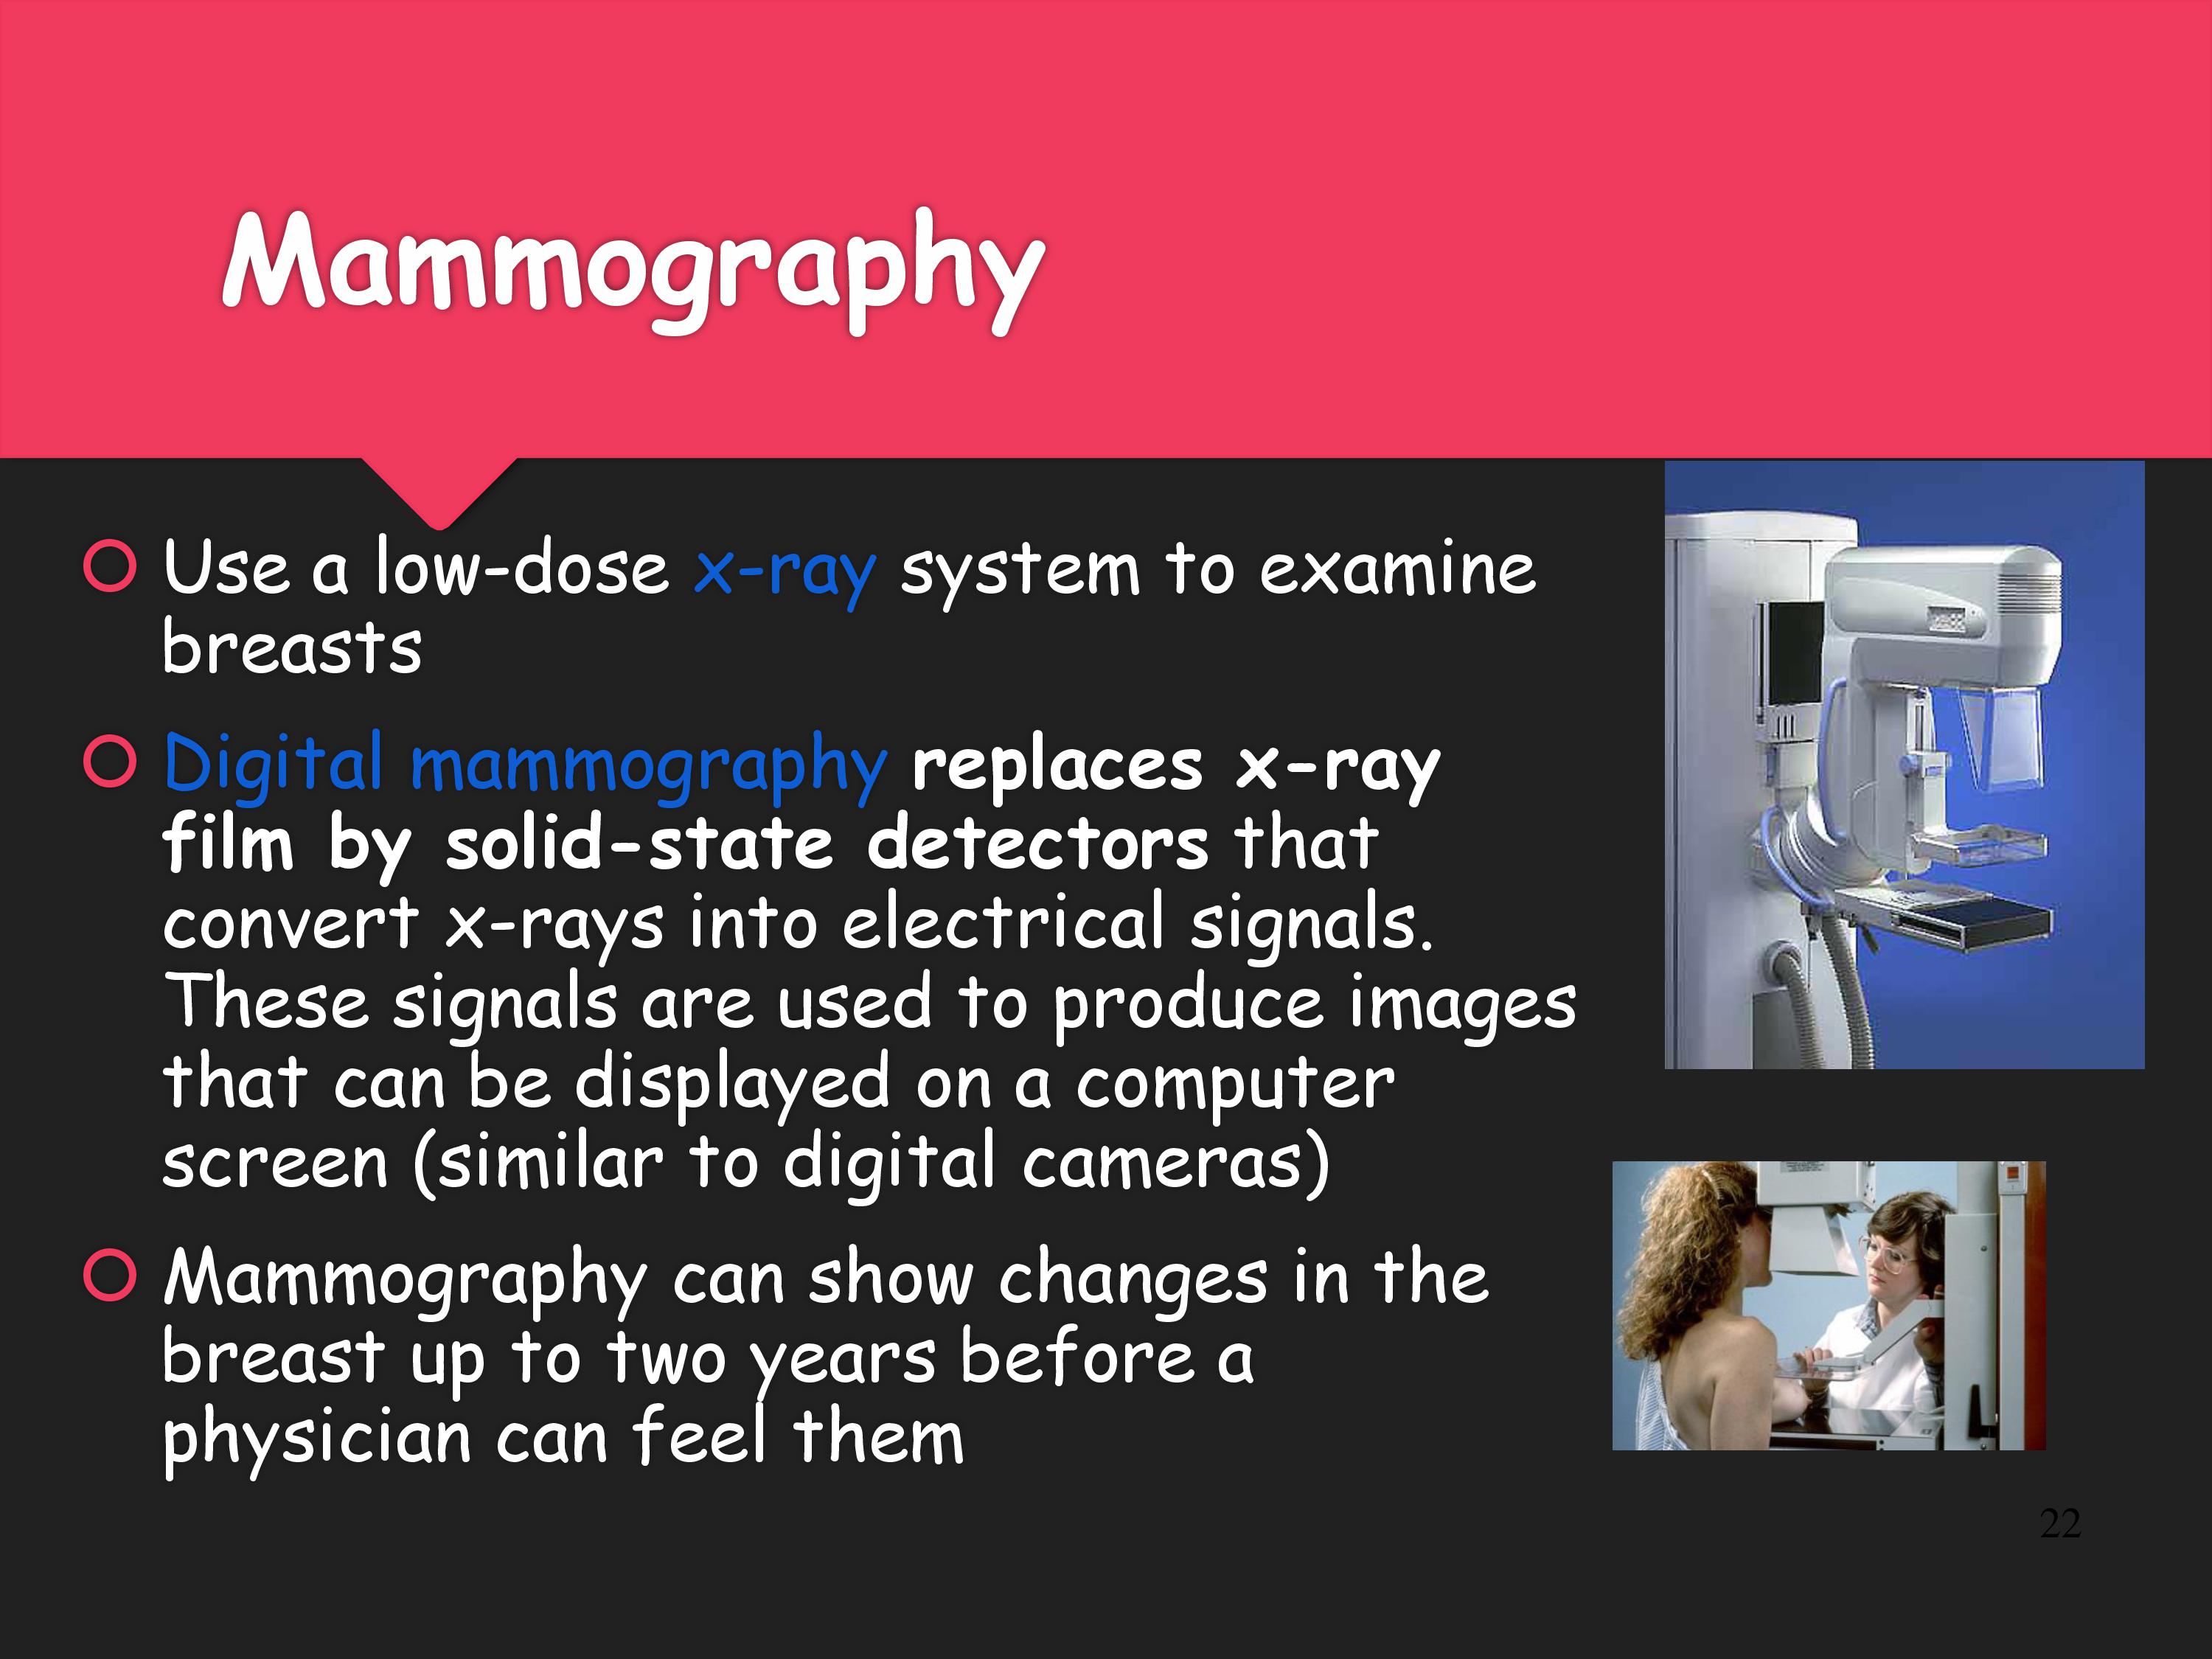 Mammography
Use a low-dose x-ray system to examine
breasts
Digital mammography replaces x-ray
film by solid-state detectors that
convert x-rays into electrical signals.
These signals are used to produce images
that can be displayed on a computer
screen (similar to digital cameras)
Mammography can show changes in the
breast up to two years before a
physician can feel them
22